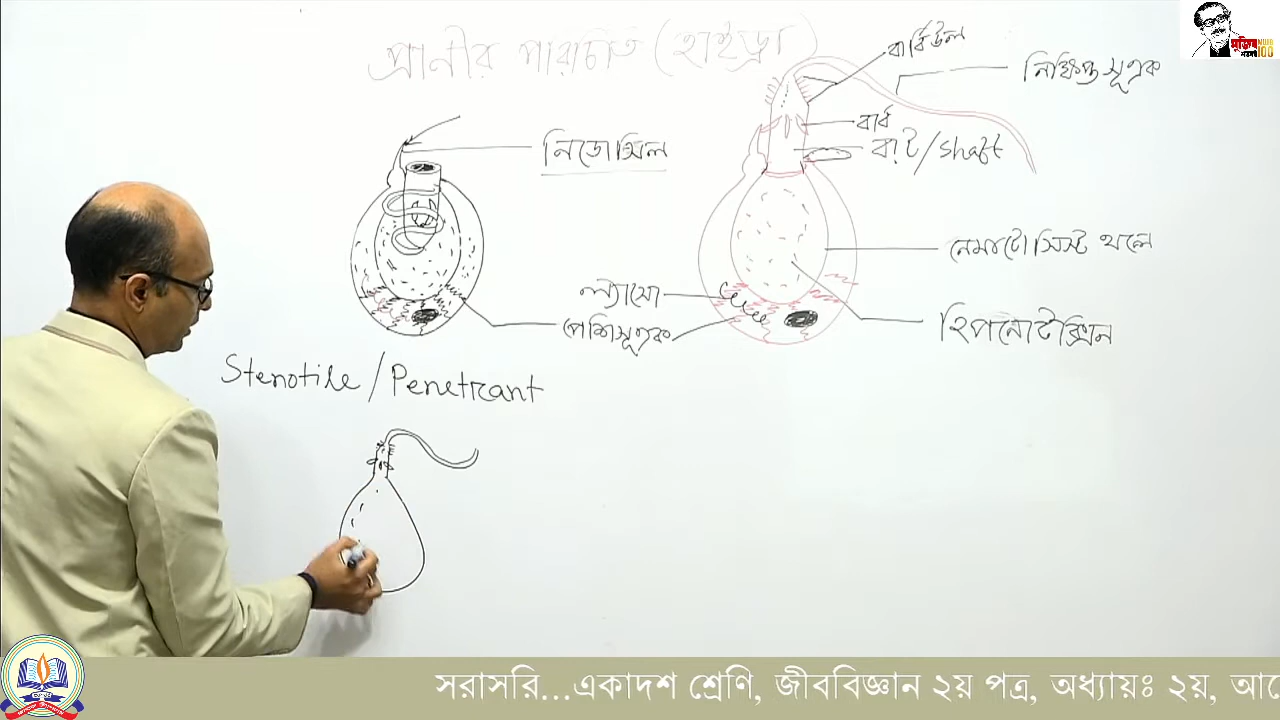 প্রাণীর পরিচিতি (হাইড্রা)
বার্বিউল
নিক্ষিপ্ত সূত্রক
বার্ব
বাট/Shaft
নিডোসিল
নেমাটোসিস্ট থলে
ল্যাসো
পেশিসূত্রক
হিপনোটক্সিন
Stenotile/Penetrant
সরাসরি...একাদশ শ্রেণি, জীববিজ্ঞান ২য় পত্র, অধ্যায়ঃ ২য়,